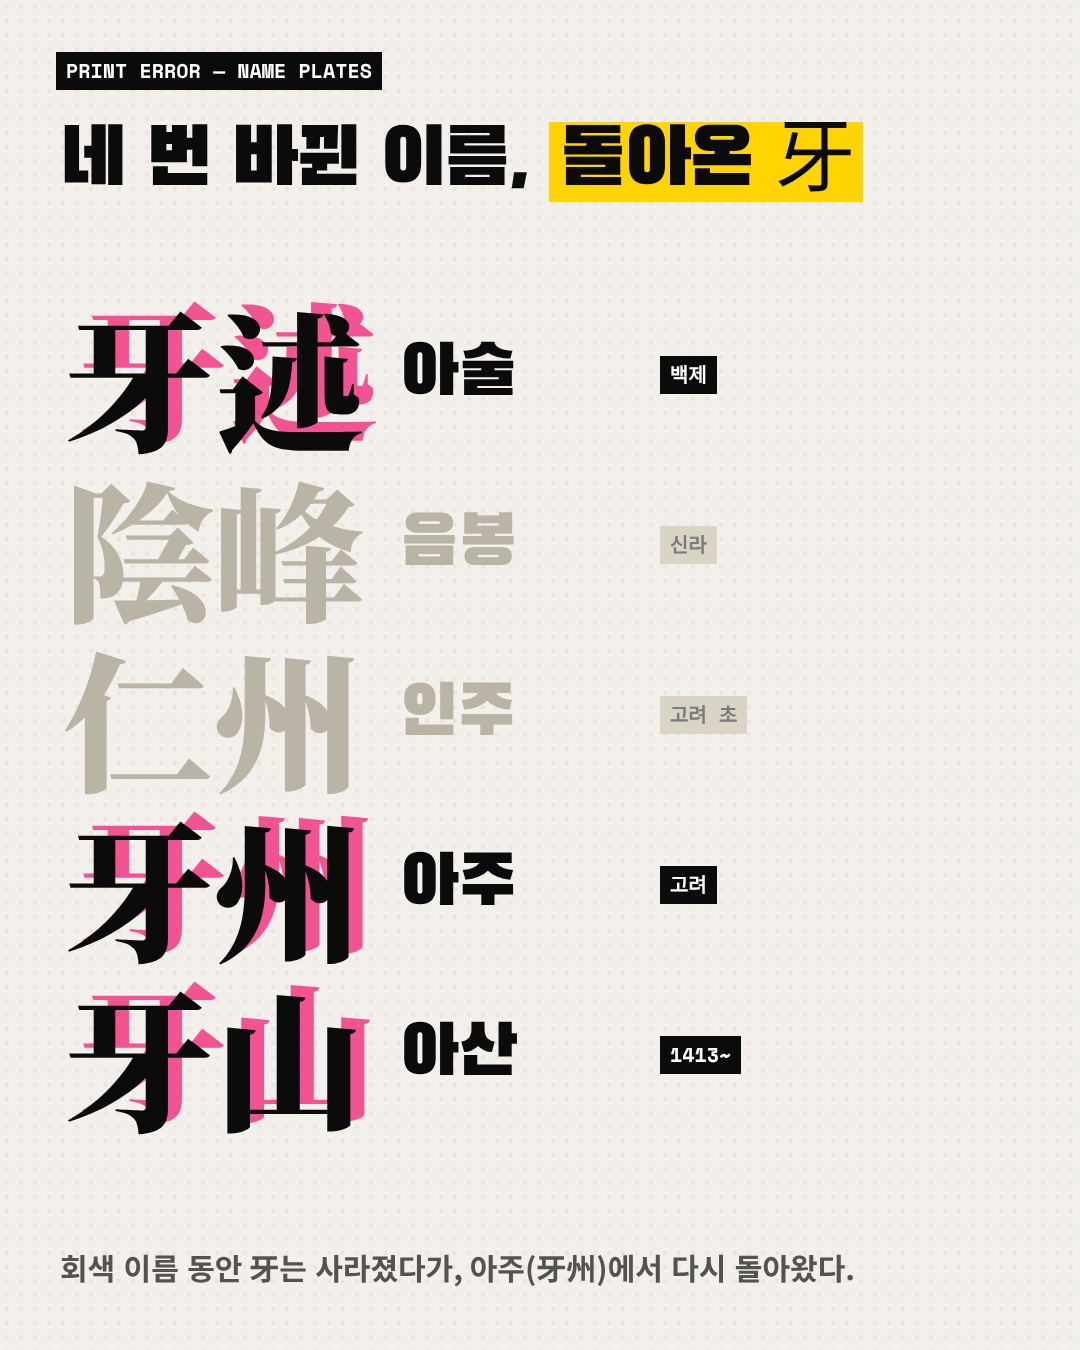 PRINT ERROR — NAME PLATES
네 번 바뀐 이름, 돌아온 牙
牙述 아술 백제
陰峰 음봉 신라
仁州 인주 고려 초
牙州 아주 고려
牙山 아산 1413~
회색 이름 동안 牙는 사라졌다가, 아주(牙州)에서 다시 돌아왔다.